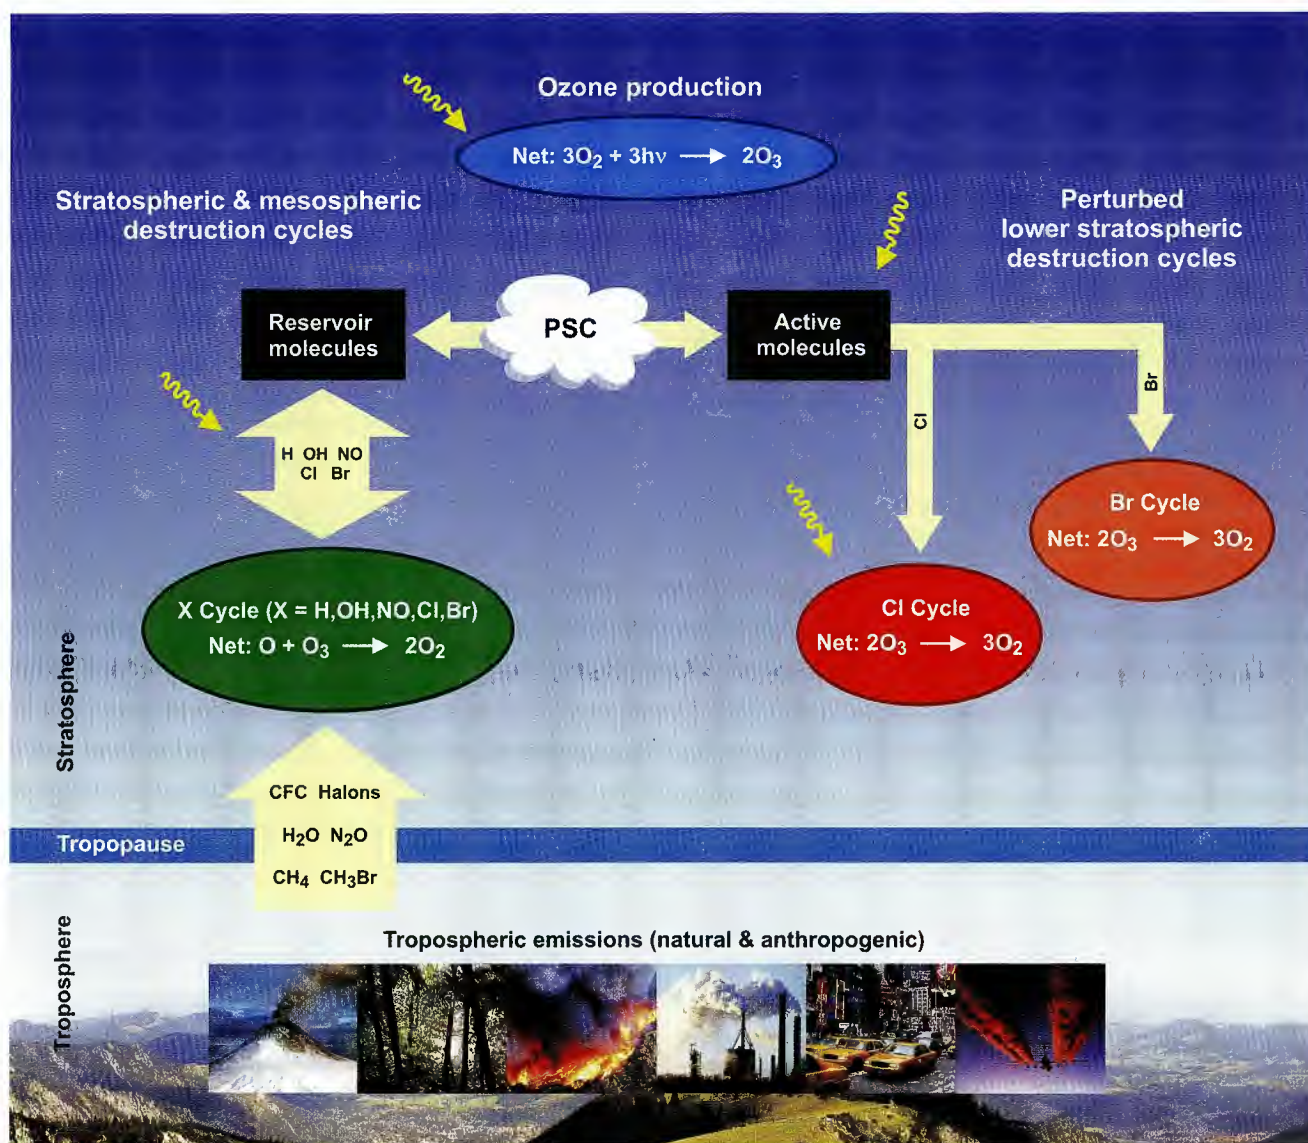 Ozone production
Net: 3O₂ + 3hν ⟶ 2O₃
Stratospheric & mesospheric
destruction cycles
Perturbed
lower stratospheric
destruction cycles
Reservoir
molecules
PSC
Active
molecules
H OH NO
Cl Br
Cl
Br
X Cycle (X = H,OH,NO,Cl,Br)
Net: O + O₃ ⟶ 2O₂
Cl Cycle
Net: 2O₃ ⟶ 3O₂
Br Cycle
Net: 2O₃ ⟶ 3O₂
Stratosphere
CFC Halons
H₂O N₂O
CH₄ CH₃Br
Tropopause
Troposphere
Tropospheric emissions (natural & anthropogenic)